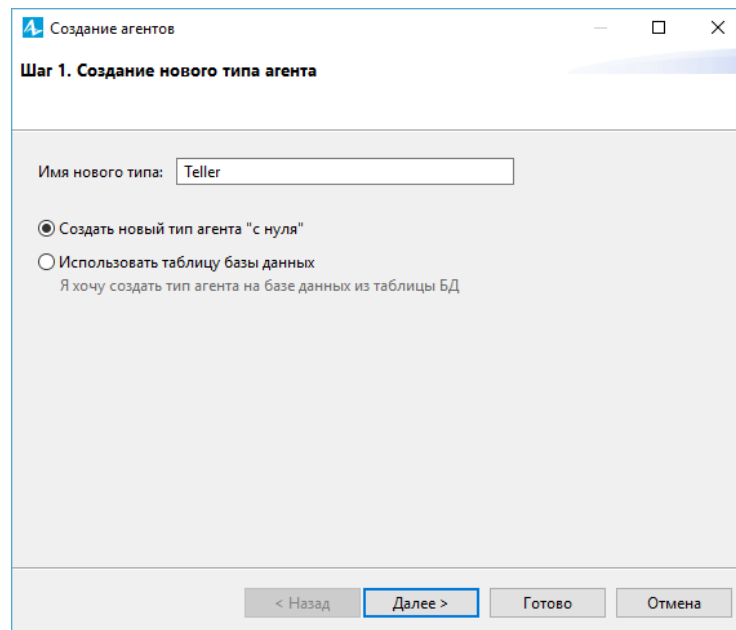 Создание агентов
Шаг 1. Создание нового типа агента
Имя нового типа: Teller
Создать новый тип агента "с нуля"
Использовать таблицу базы данных
Я хочу создать тип агента на базе данных из таблицы БД
< Назад Далее > Готово Отмена